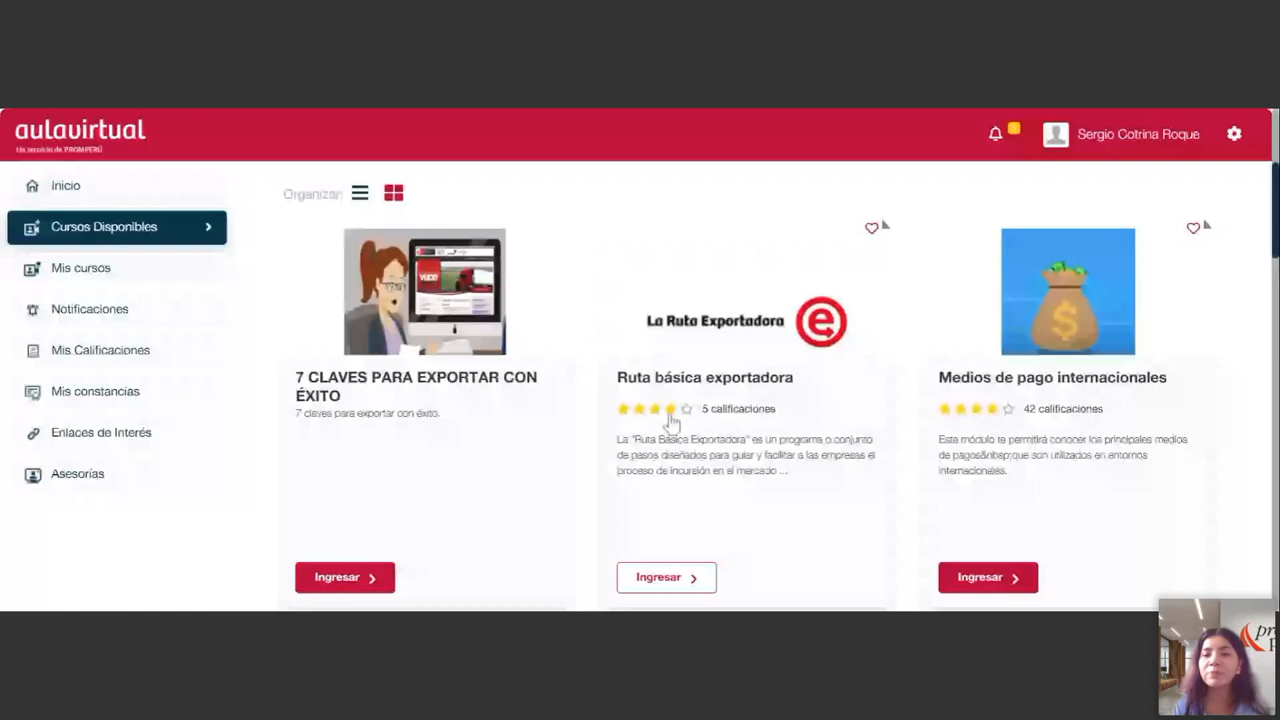 aulavirtual
Un servicio de PROMPERÚ
Sergio Cotrina Roque
Inicio
Cursos Disponibles
Mis cursos
Notificaciones
Mis Calificaciones
Mis constancias
Enlaces de Interés
Asesorías
Organizar
vuce
7 CLAVES PARA EXPORTAR CON
ÉXITO
7 claves para exportar con éxito.
Ingresar
La Ruta Exportadora
e
Ruta básica exportadora
5 calificaciones
La "Ruta Básica Exportadora" es un programa o conjunto
de pasos diseñados para guiar y facilitar a las empresas el
proceso de incursión en el mercado ...
Ingresar
$
Medios de pago internacionales
42 calificaciones
Este módulo te permitirá conocer los principales medios
de pagos&nbsp;que son utilizados en entornos
internacionales.
Ingresar